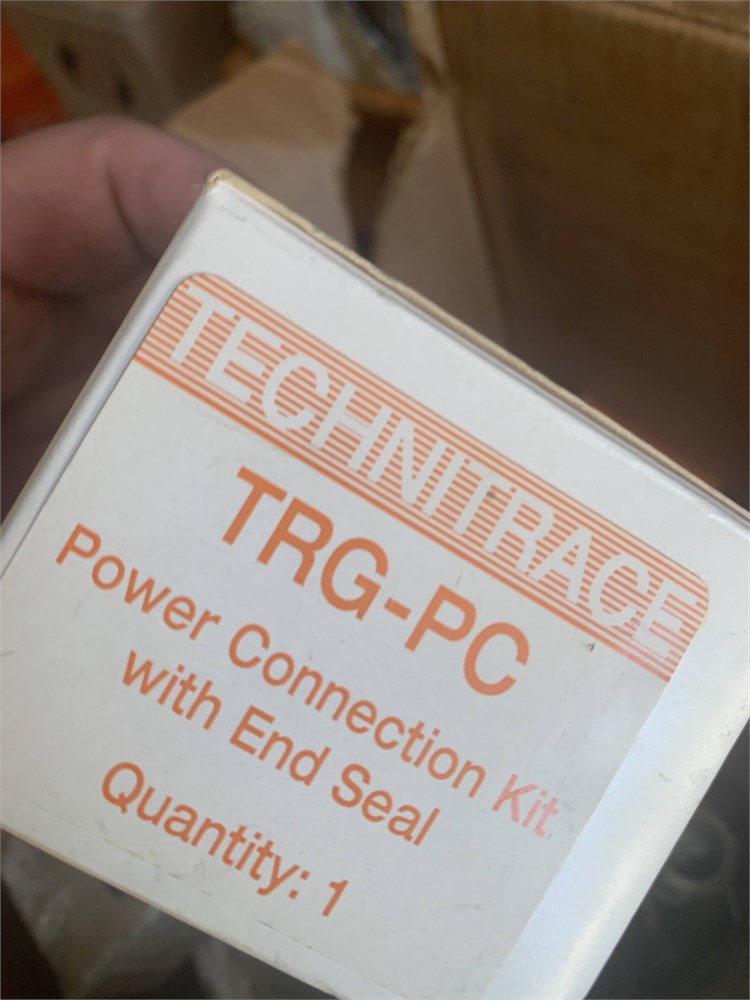 TECHNITRACE
TRG-PC
Power Connection Kit
with End Seal
Quantity: 1